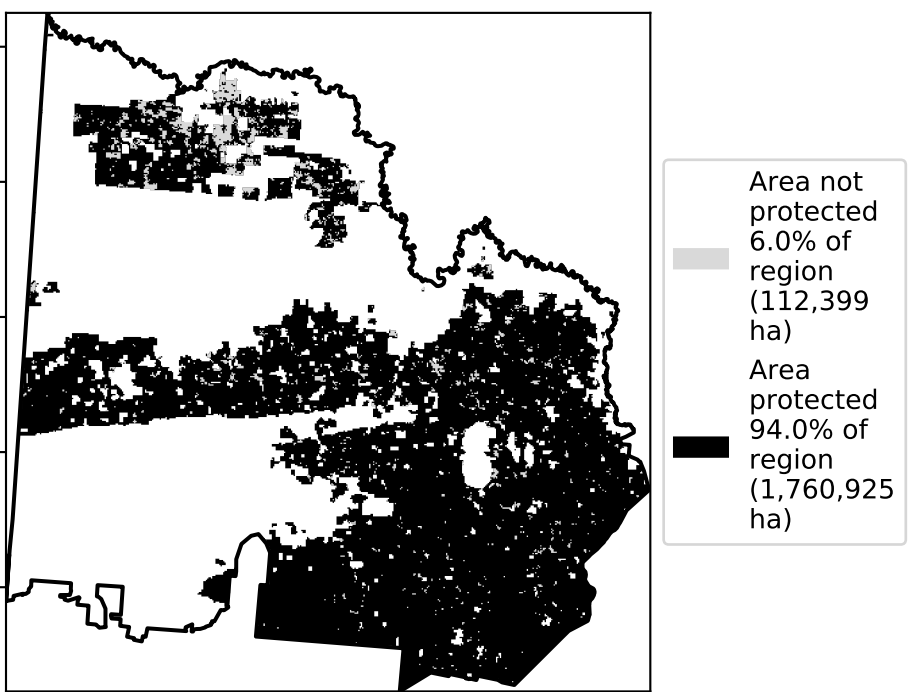 Area not
protected
6.0% of
region
(112,399
ha)
Area
protected
94.0% of
region
(1,760,925
ha)